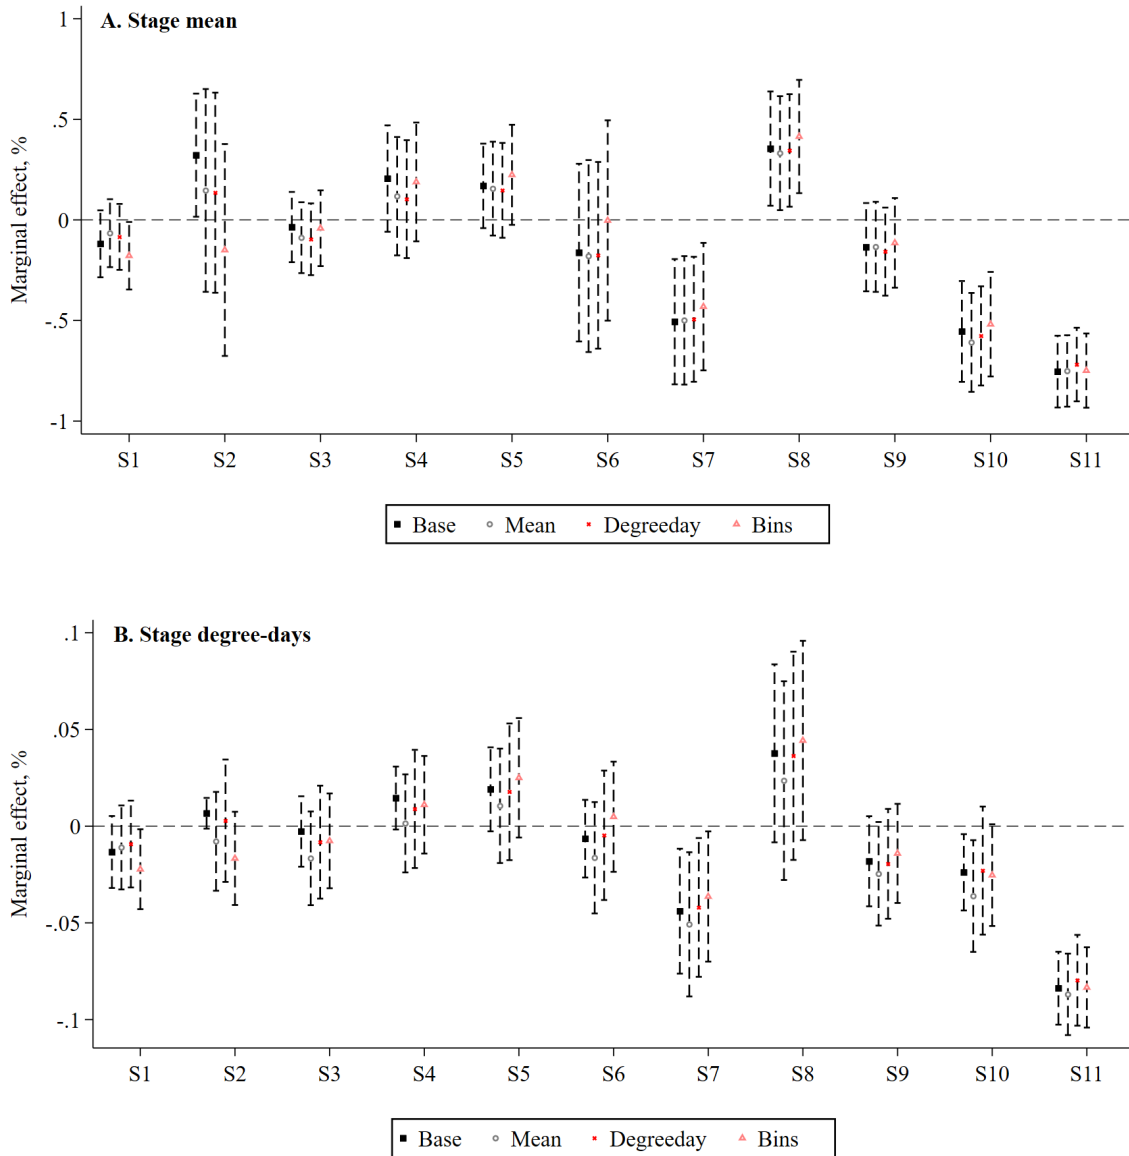 A. Stage mean
Marginal effect, %
1
.5
0
-.5
-1
S1 S2 S3 S4 S5 S6 S7 S8 S9 S10 S11
Base Mean Degreeday Bins
B. Stage degree-days
Marginal effect, %
.1
.05
0
-.05
-.1
S1 S2 S3 S4 S5 S6 S7 S8 S9 S10 S11
Base Mean Degreeday Bins